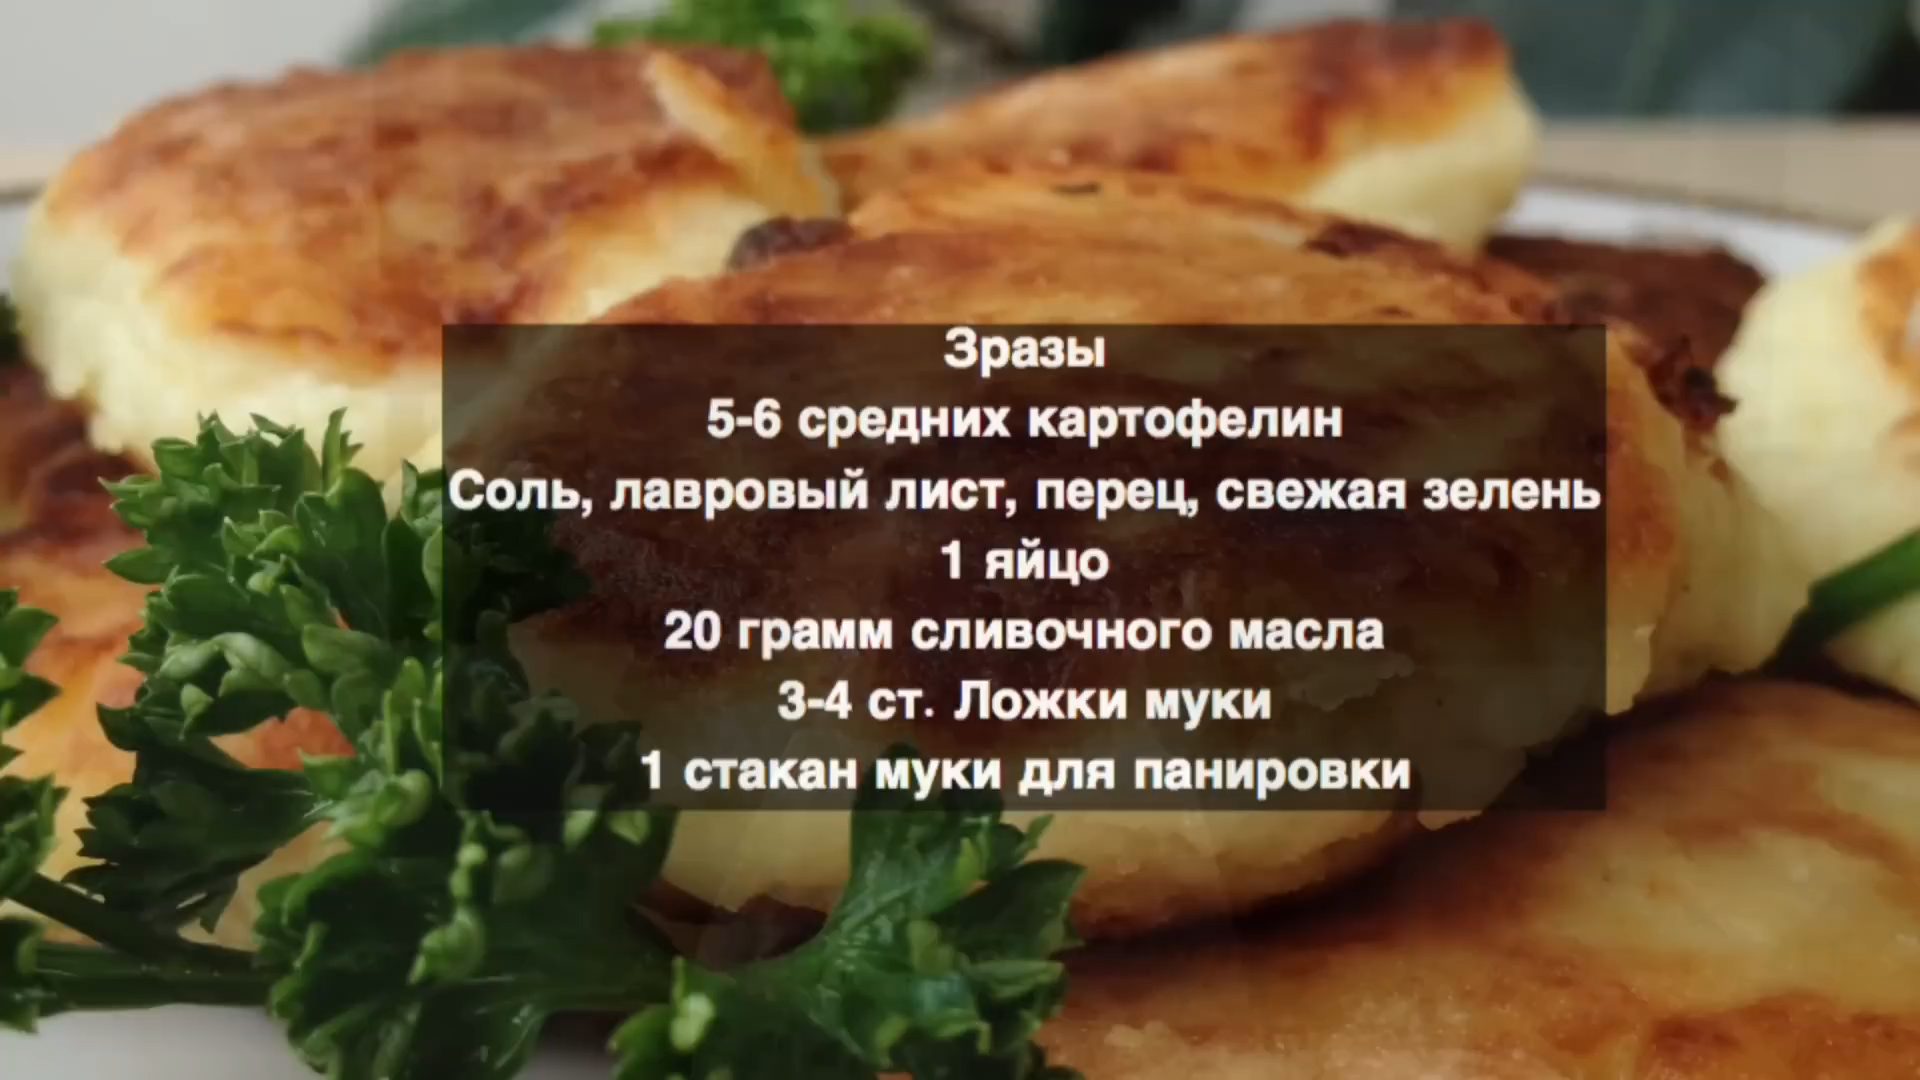 Зразы
5-6 средних картофелин
Соль, лавровый лист, перец, свежая зелень
1 яйцо
20 грамм сливочного масла
3-4 ст. Ложки муки
1 стакан муки для панировки